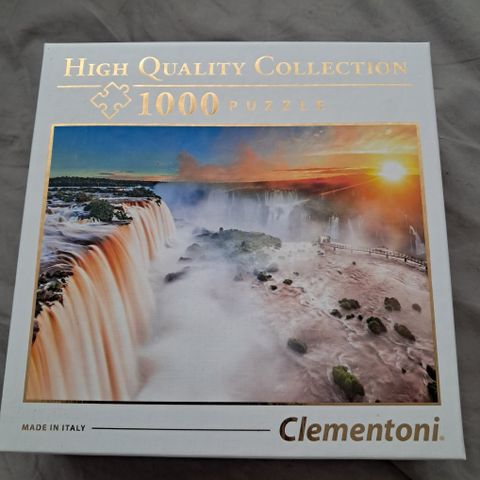 HIGH QUALITY COLLECTION
1000 PUZZLE
MADE IN ITALY
Clementoni®